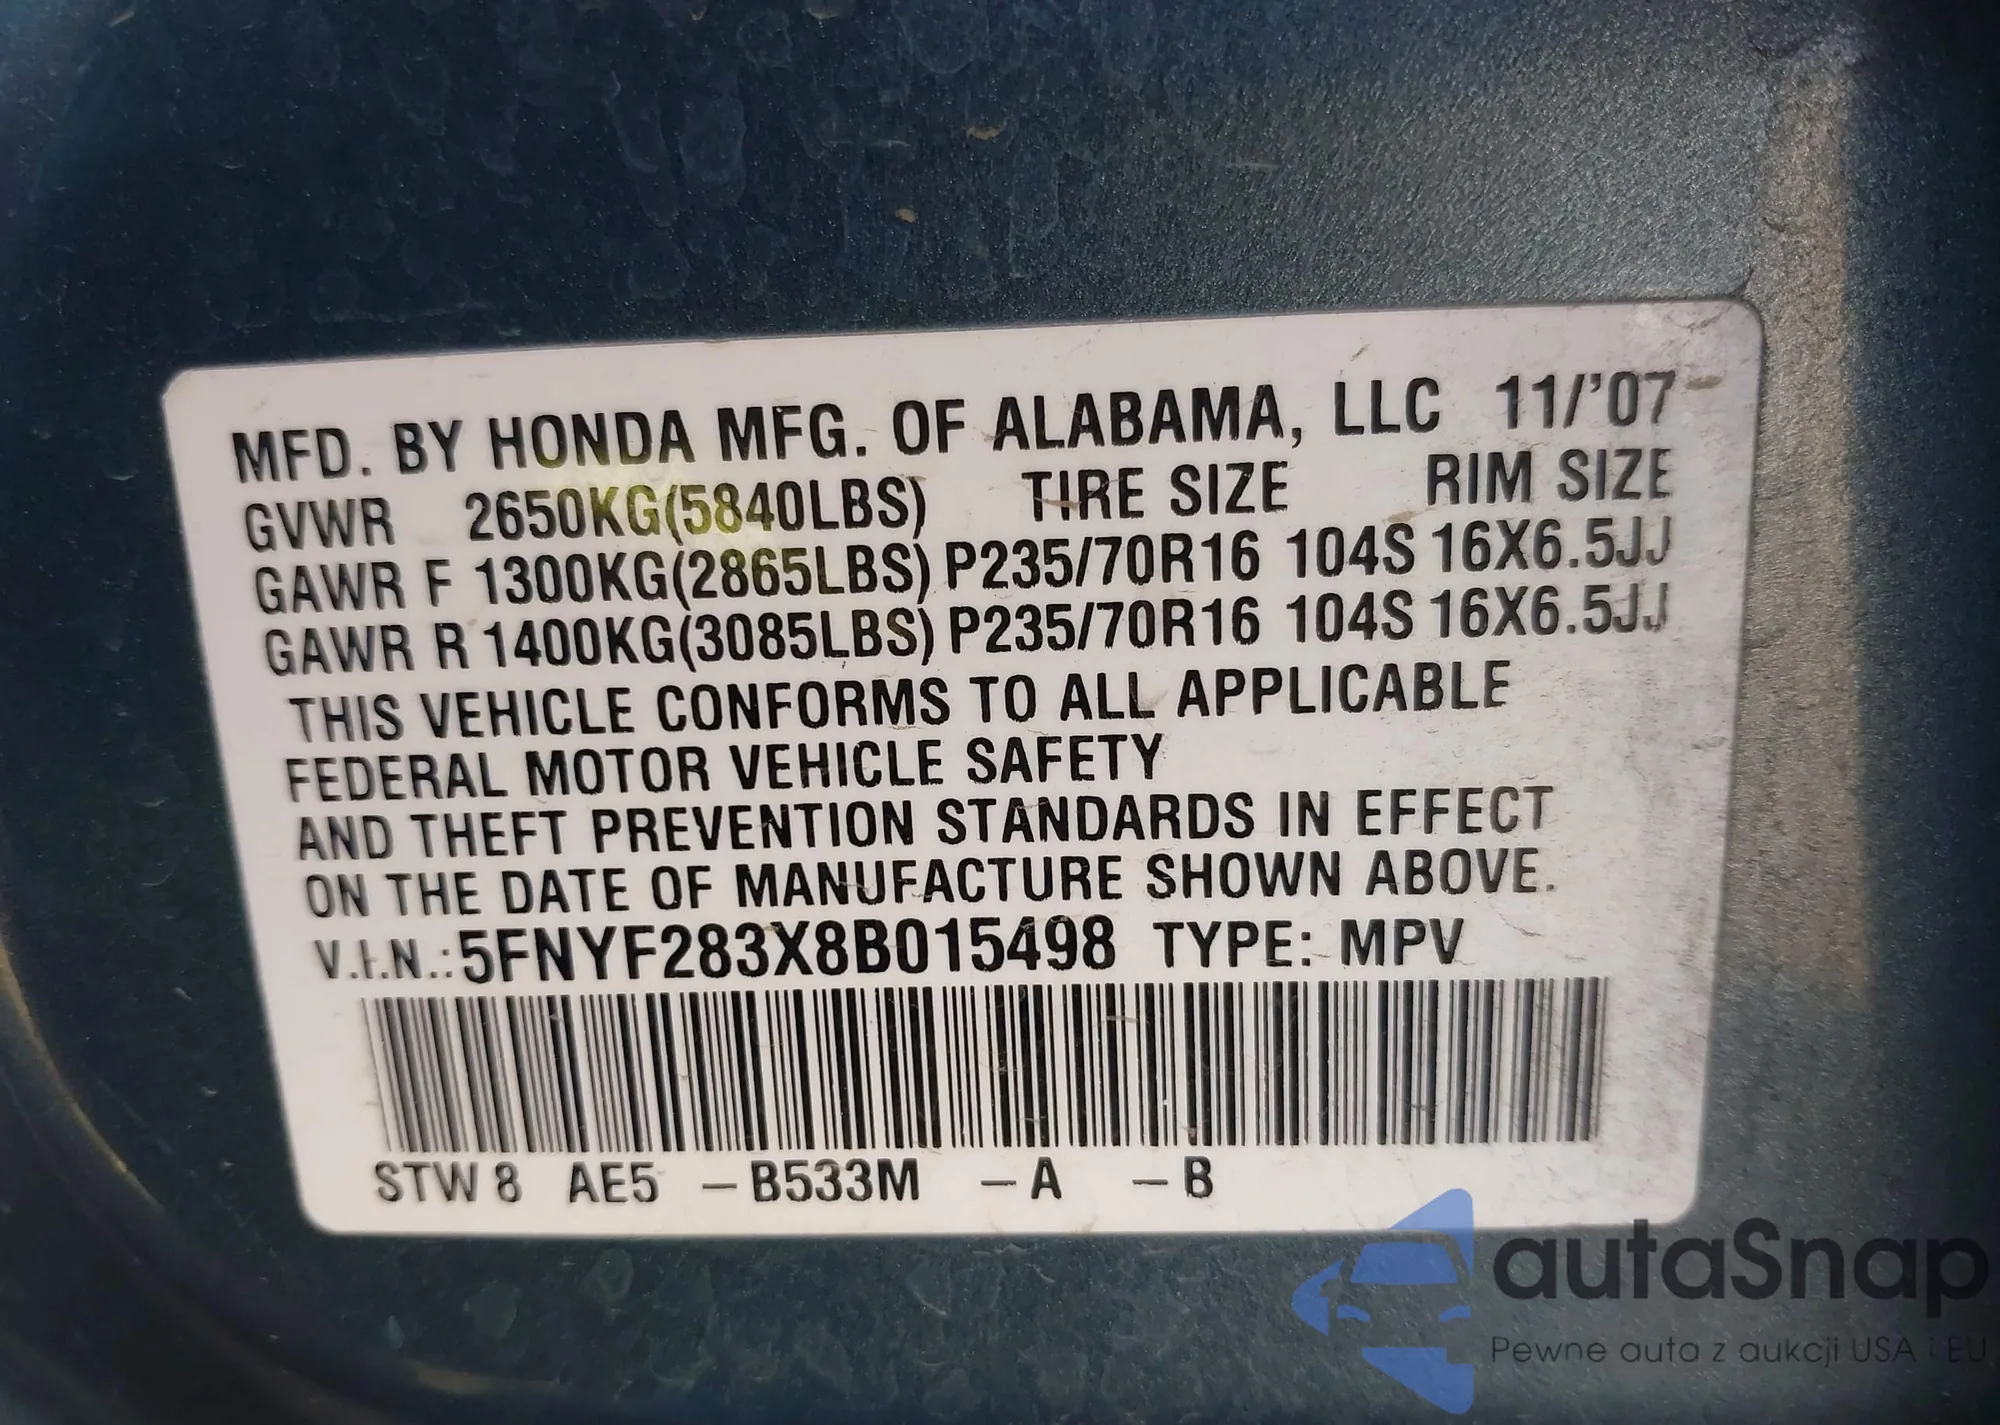 MFD. BY HONDA MFG. OF ALABAMA, LLC 11/'07
GVWR 2650KG(5840LBS) TIRE SIZE RIM SIZE
GAWR F 1300KG(2865LBS) P235/70R16 104S 16X6.5JJ
GAWR R 1400KG(3085LBS) P235/70R16 104S 16X6.5JJ
THIS VEHICLE CONFORMS TO ALL APPLICABLE
FEDERAL MOTOR VEHICLE SAFETY
AND THEFT PREVENTION STANDARDS IN EFFECT
ON THE DATE OF MANUFACTURE SHOWN ABOVE.
V.I.N.: 5FNYF283X8B015498 TYPE: MPV
STW 8 AE5 – B533M – A – B
autaSnap
Pewne auta z aukcji USA i EU